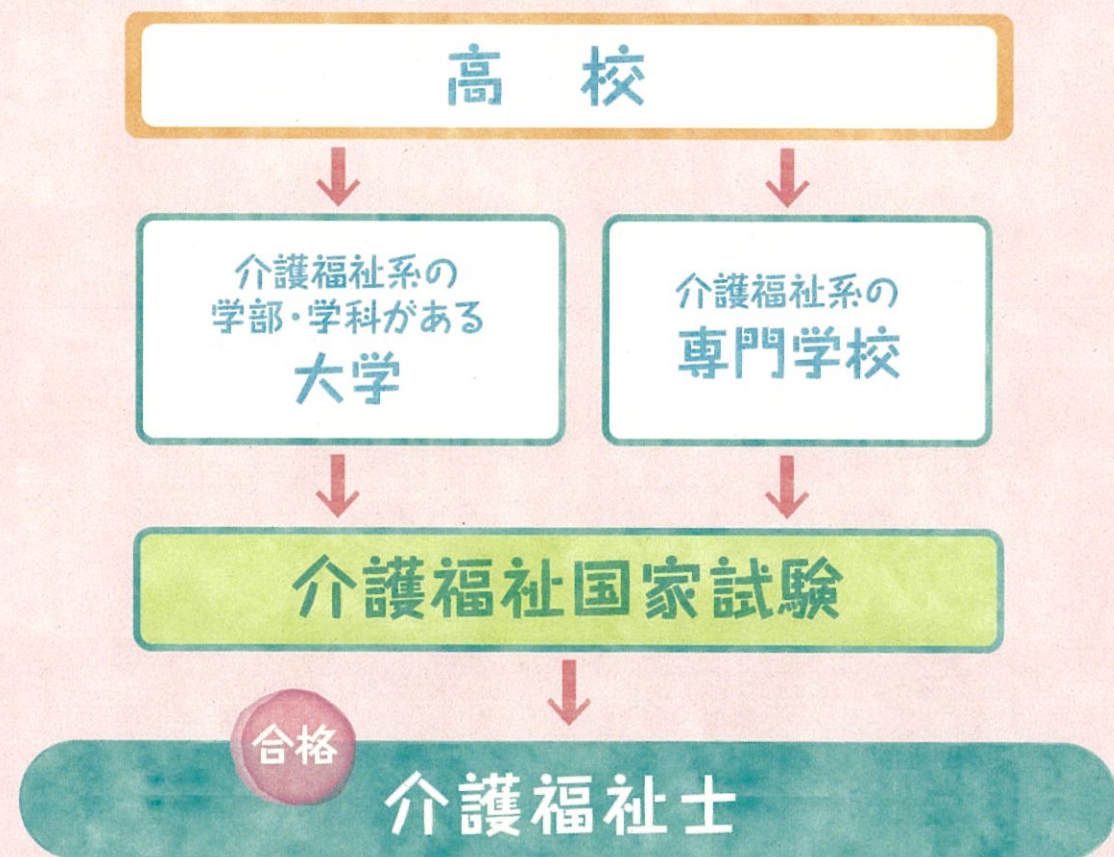 高 校
介護福祉系の
学部・学科がある
大学
介護福祉系の
専門学校
介護福祉国家試験
合格
介護福祉士